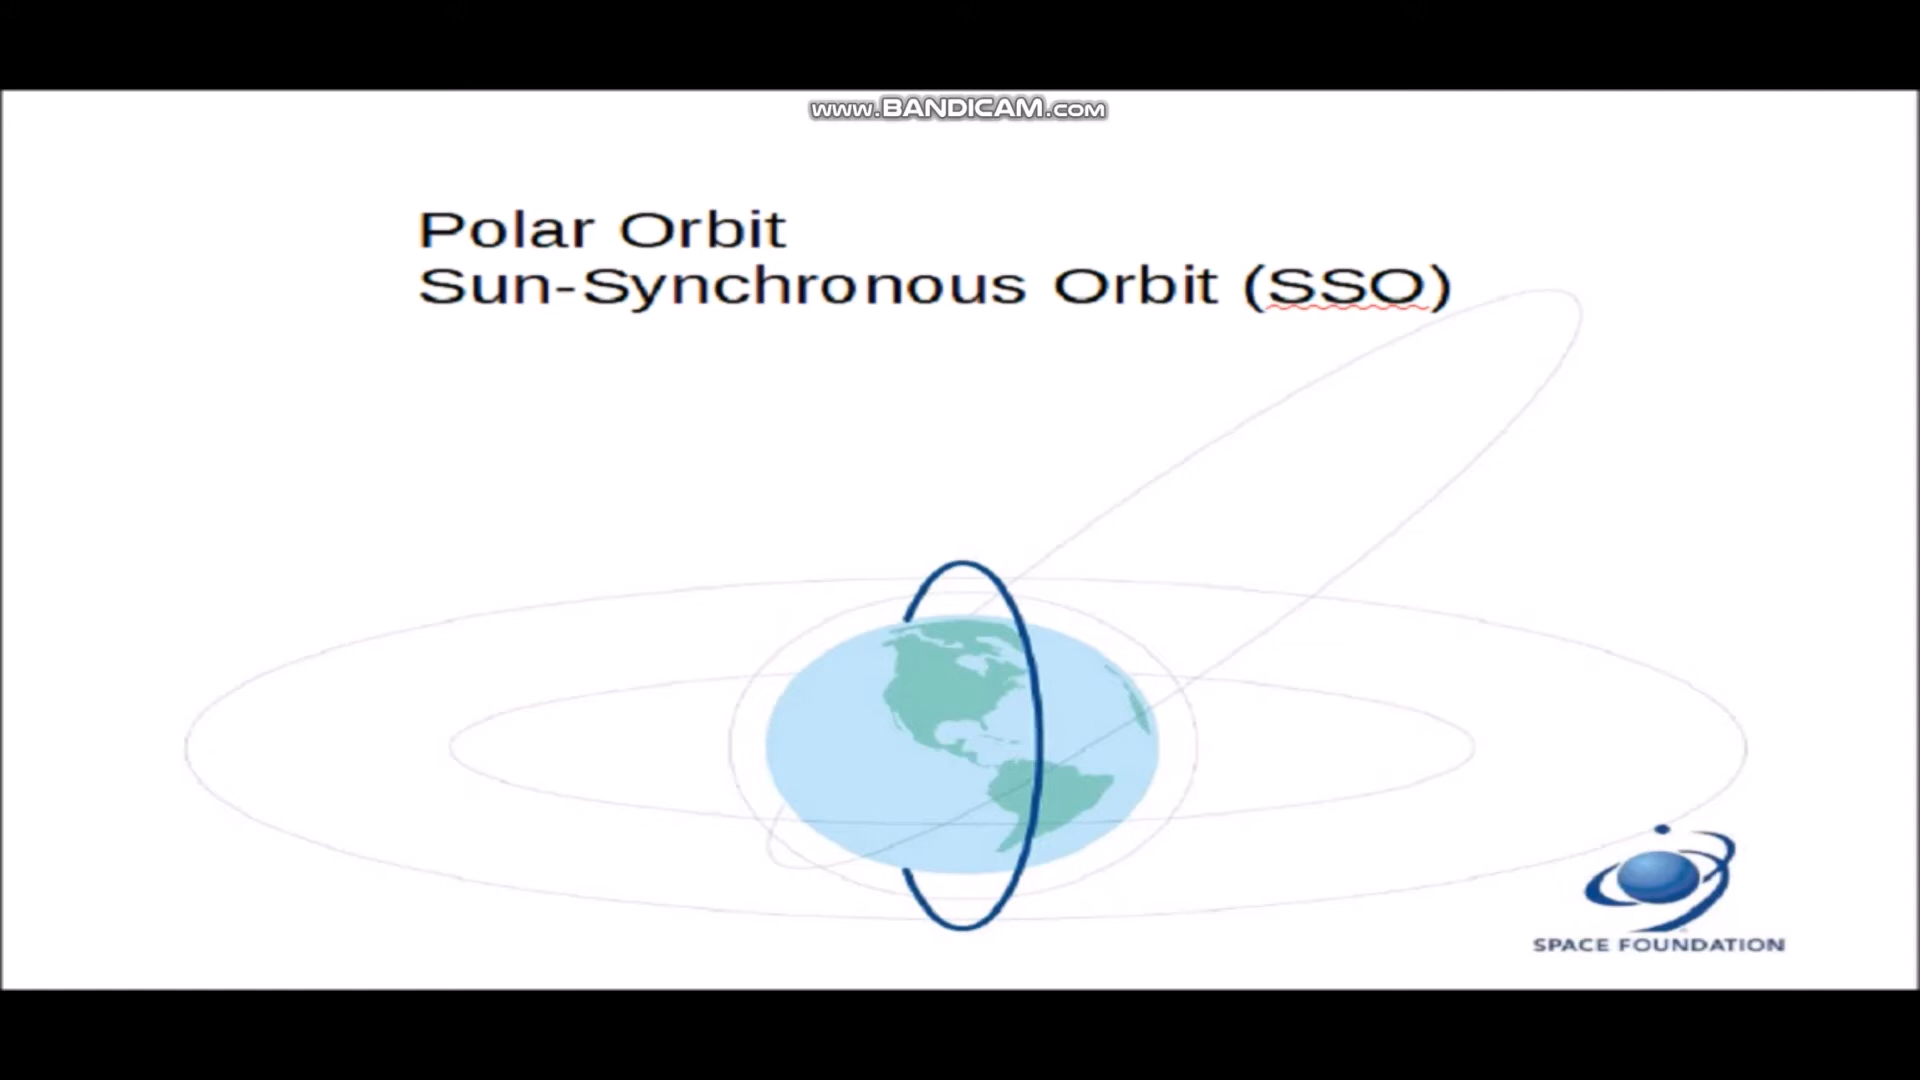 www.BANDICAM.com
Polar Orbit
Sun-Synchronous Orbit (SSO)
SPACE FOUNDATION